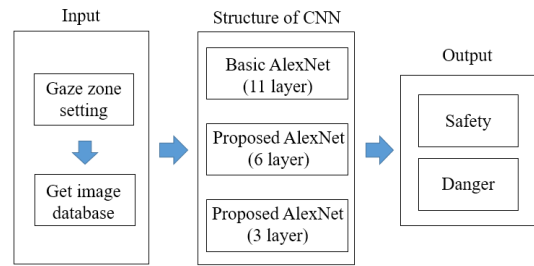 Input
Gaze zone
setting
Get image
database
Structure of CNN
Basic AlexNet
(11 layer)
Proposed AlexNet
(6 layer)
Proposed AlexNet
(3 layer)
Output
Safety
Danger